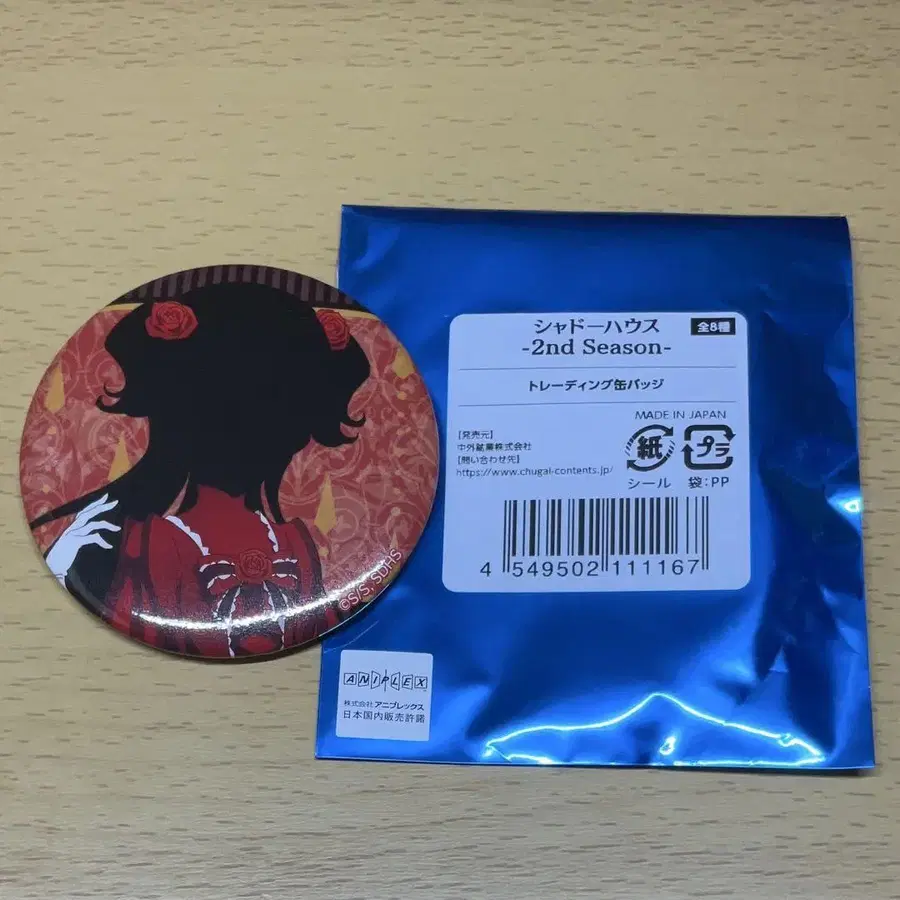 シャドーハウス
-2nd Season-
全8種
トレーディング缶バッジ
MADE IN JAPAN
[発売元]
中外鉱業株式会社
[問い合わせ先]
https://www.chugai-contents.jp/
紙
プラ
シール
袋:PP
4 549502 111167
©S/S, SDHS
ANIPLEX
株式会社アニプレックス
日本国内販売許諾